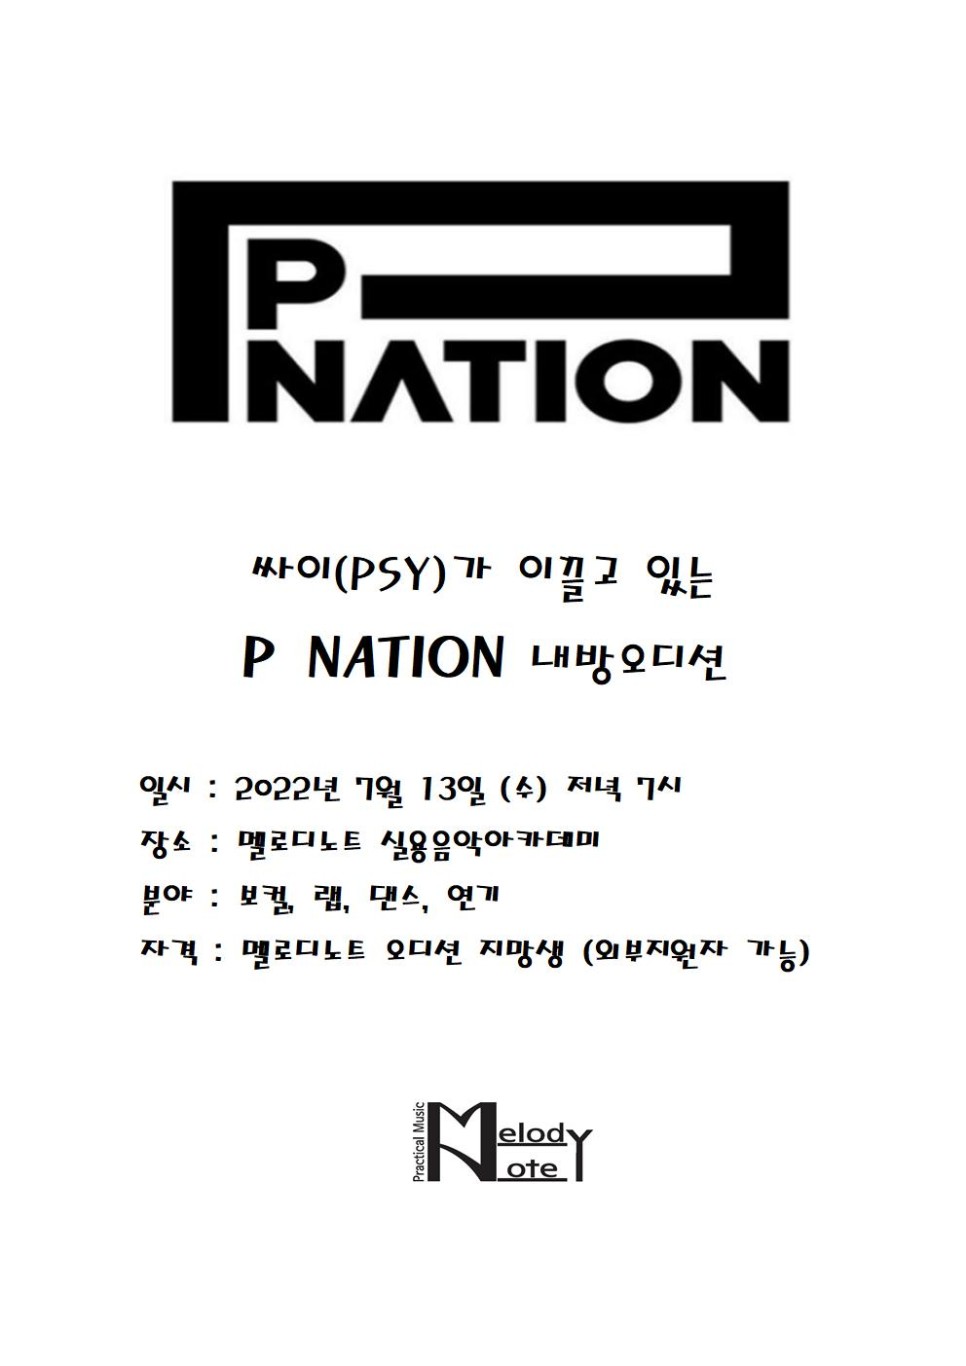 P
NATION
싸이(PSY)가 이끌고 있는
P NATION 내방오디션
일시 : 2022년 7월 13일 (수) 저녁 7시
장소 : 멜로디노트 실용음악아카데미
분야 : 보컬, 랩, 댄스, 연기
자격 : 멜로디노트 오디션 지망생 (외부지원자 가능)
Practical Music
Melody
Note